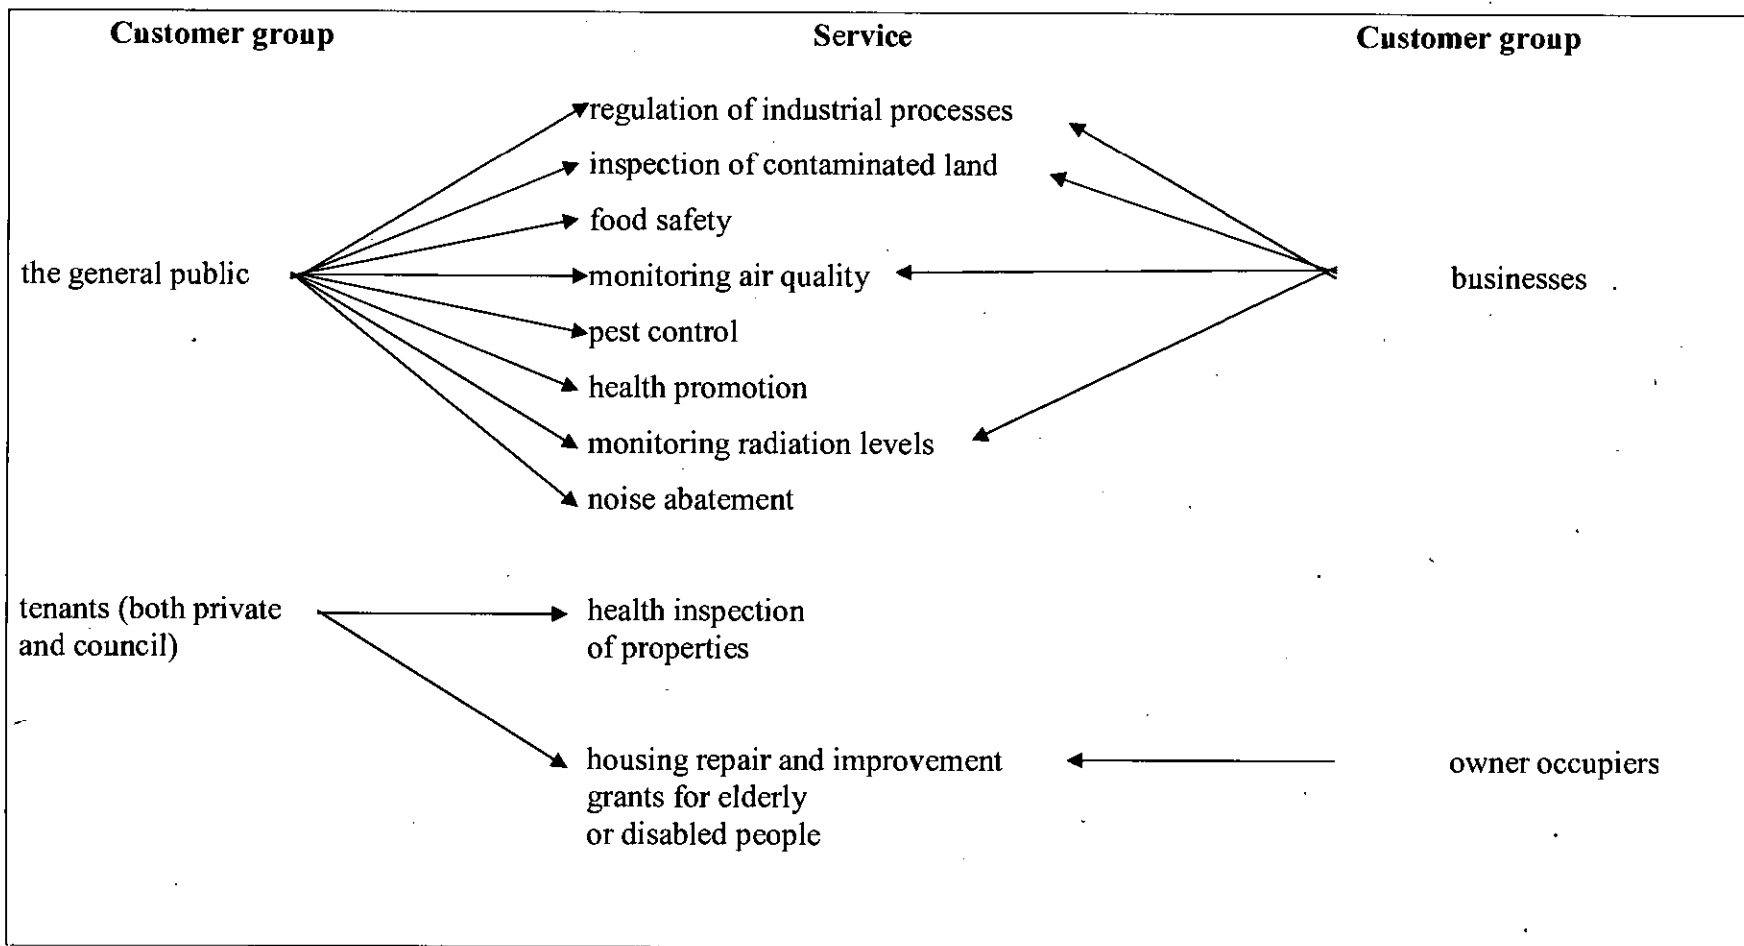 Customer group
Service
Customer group
regulation of industrial processes
inspection of contaminated land
food safety
the general public
monitoring air quality
businesses
pest control
health promotion
monitoring radiation levels
noise abatement
tenants (both private
and council)
health inspection
of properties
housing repair and improvement
grants for elderly
or disabled people
owner occupiers